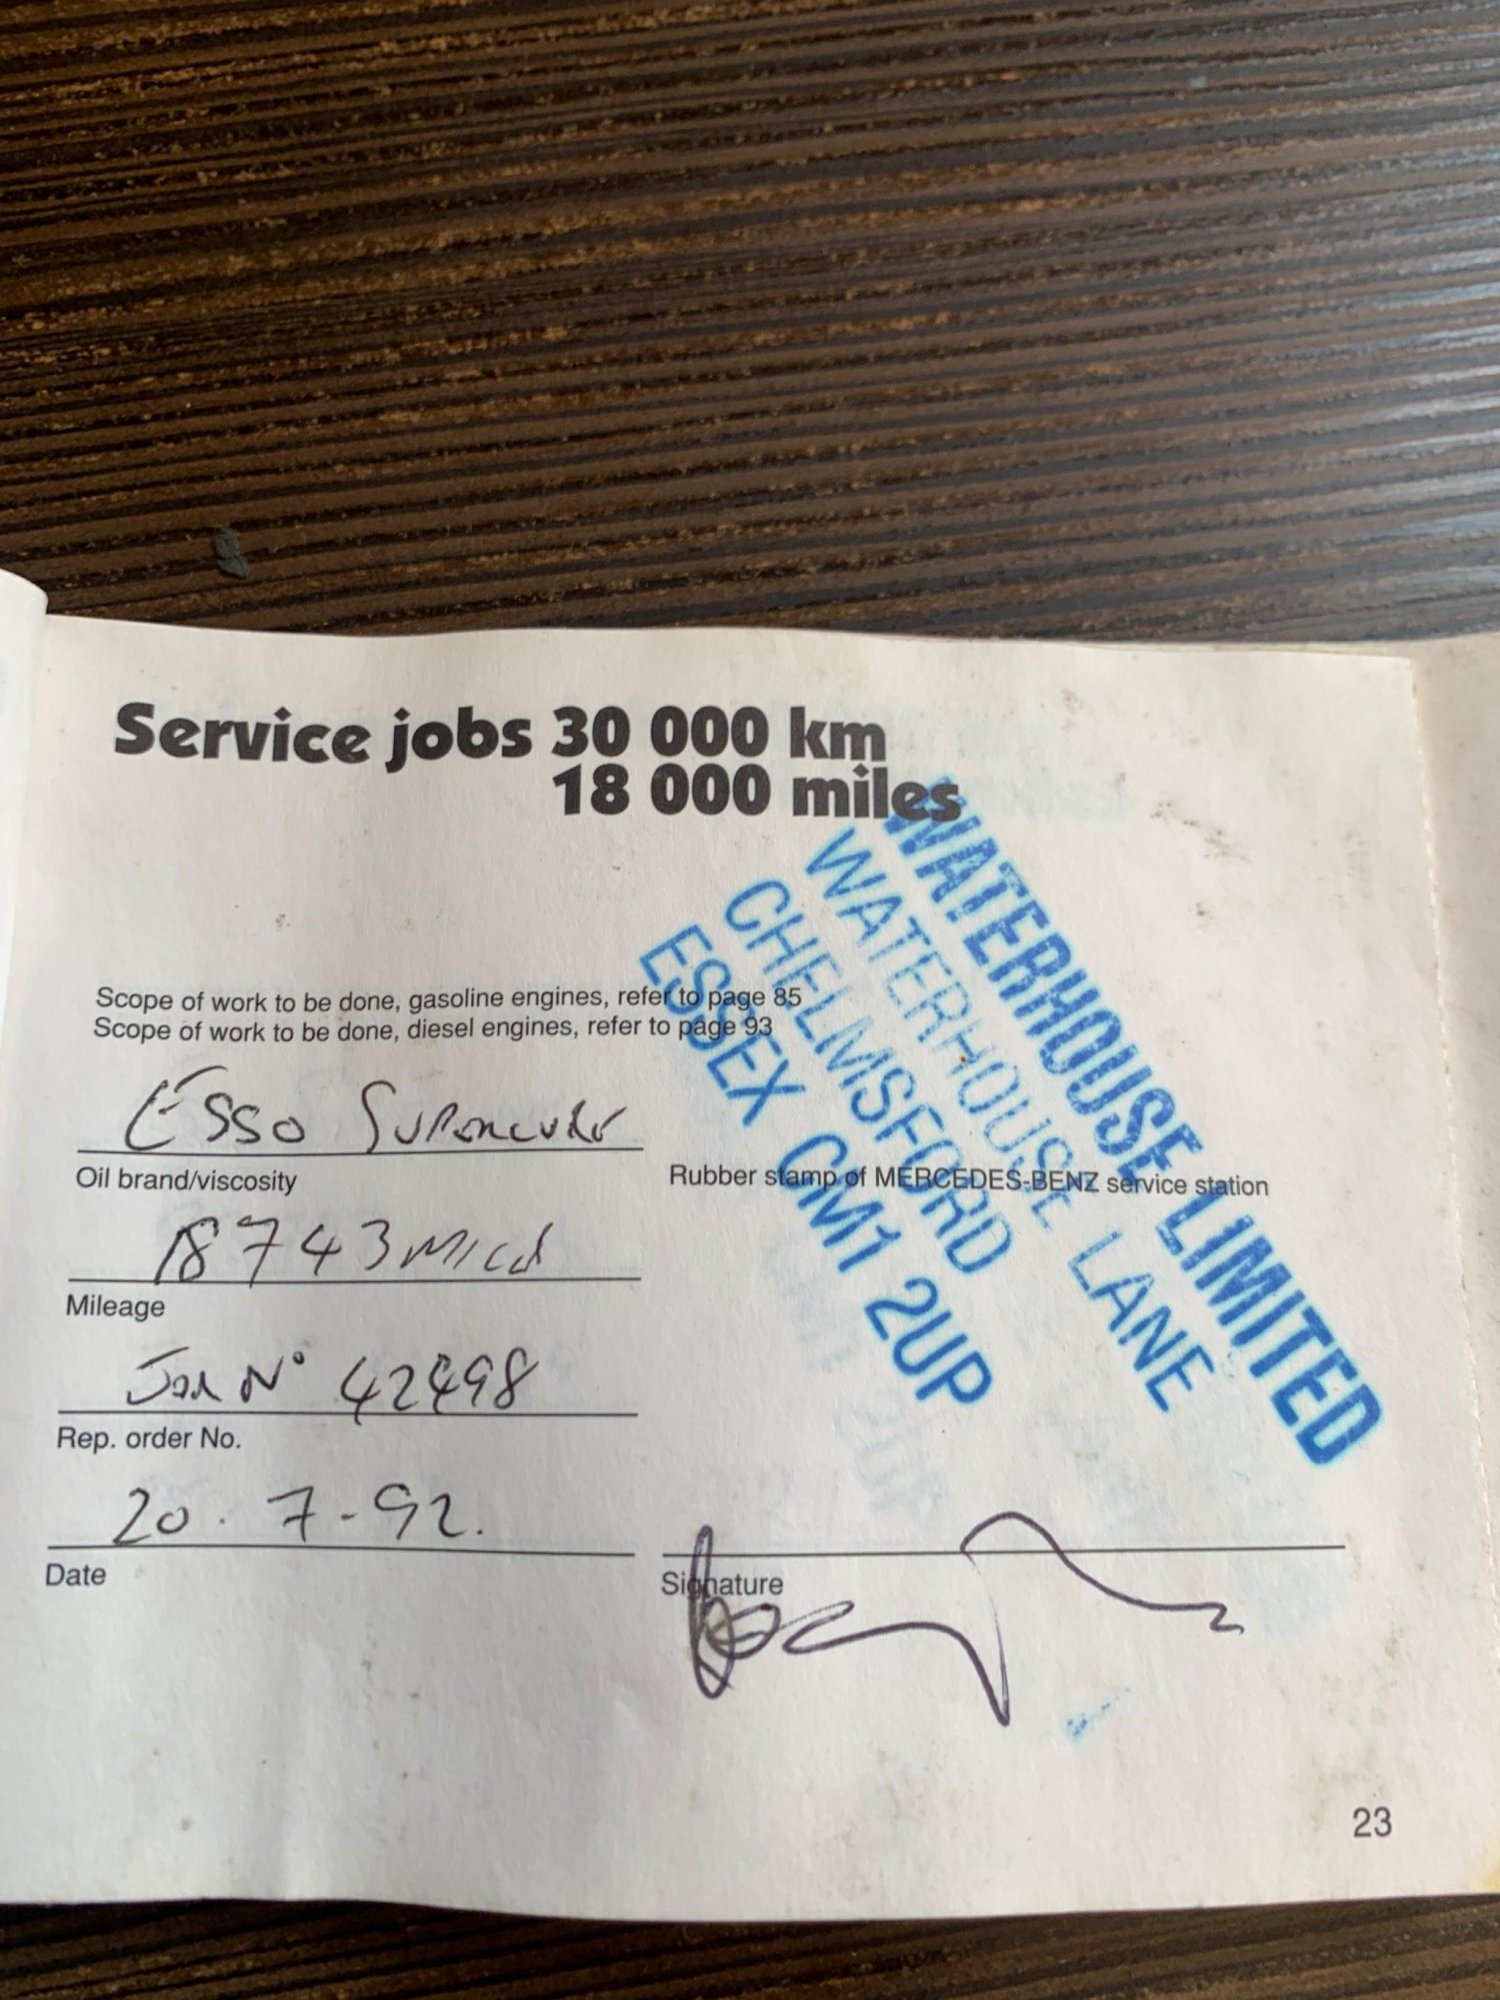 Service jobs 30 000 km
18 000 miles
Scope of work to be done, gasoline engines, refer to page 85
Scope of work to be done, diesel engines, refer to page 93
Esso
Oil brand/viscosity
18743
Mileage
Nº 42498
Rep. order No.
20.7-92.
Date
WATERHOUSE LIMITED
WATERHOUSE LANE
CHELMSFORD
ESSEX CM1 2UP
Rubber stamp of MERCEDES-BENZ service station
Signature
23